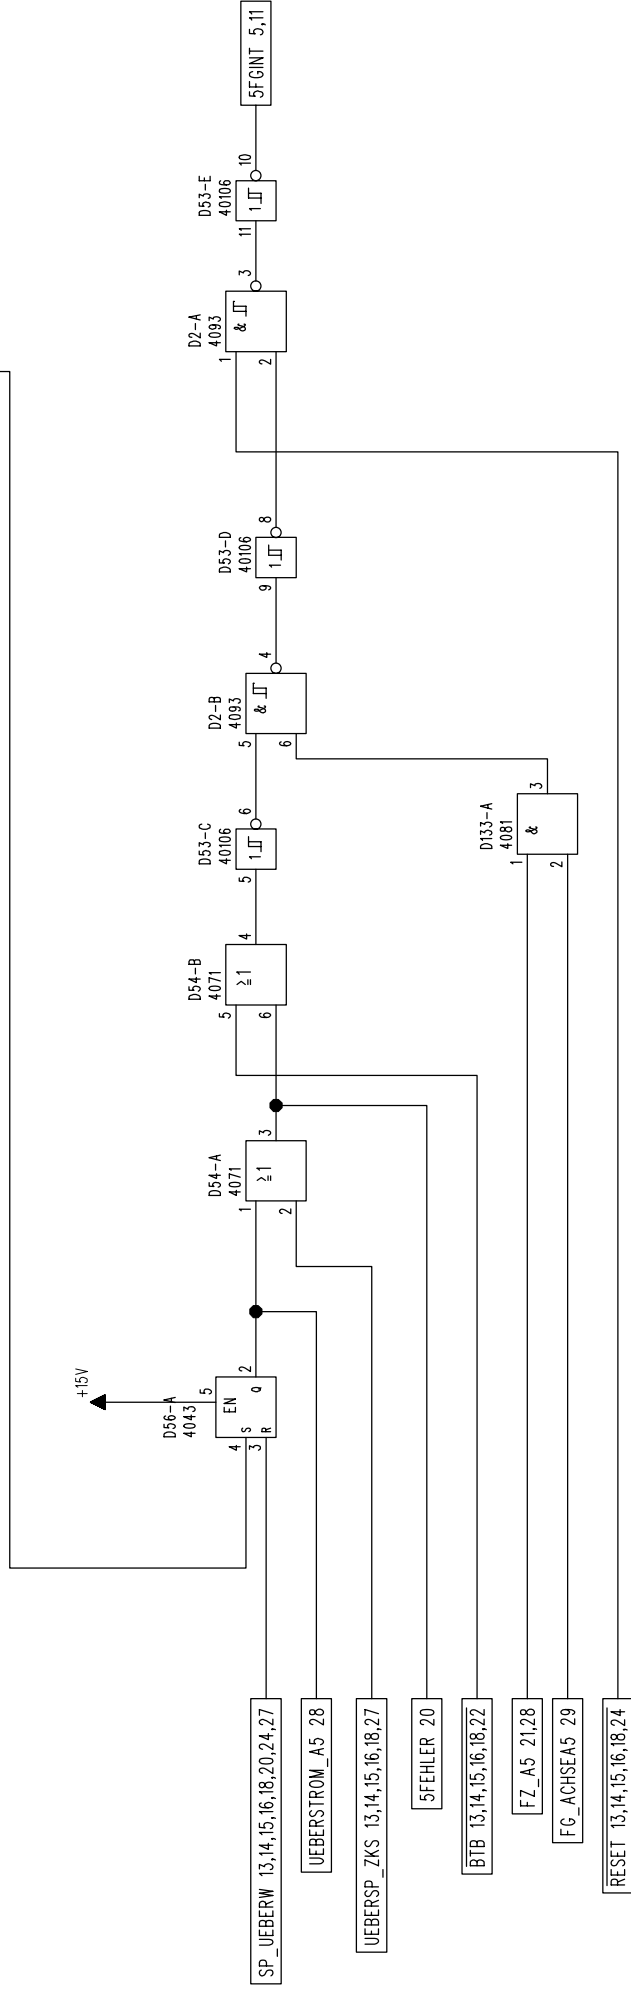 5FGINT 5,11
10
D53-E
40106
1
11
3
D2-A
4093
&
1
2
8
D53-D
40106
1
9
4
D2-B
4093
&
5
6
6
D53-C
40106
1
5
3
D133-A
4081
&
1
2
4
D54-B
4071
≥1
5
6
3
D54-A
4071
≥1
1
2
+15V
D56-A
4043
5
EN
2
Q
4
S
3
R
SP_UEBERW 13,14,15,16,18,20,24,27
UEBERSTROM_A5 28
UEBERSP_ZKS 13,14,15,16,18,27
5FEHLER 20
BTB 13,14,15,16,18,22
FZ_A5 21,28
FG_ACHSEA5 29
RESET 13,14,15,16,18,24